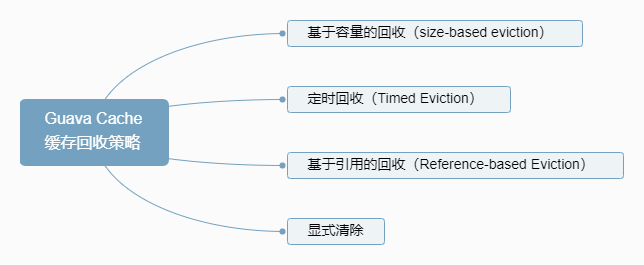 Guava Cache
缓存回收策略
基于容量的回收（size-based eviction）
定时回收（Timed Eviction）
基于引用的回收（Reference-based Eviction）
显式清除